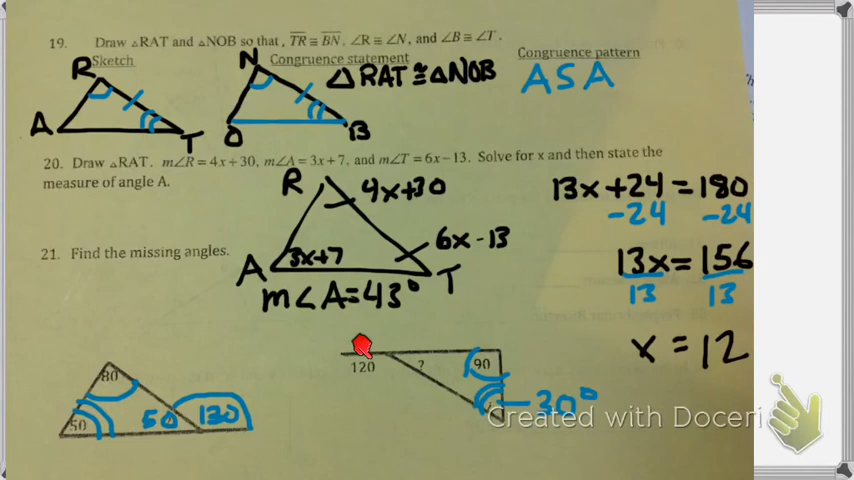 19. Draw △RAT and △NOB so that, TR ≅ BN, ∠R ≅ ∠N, and ∠B ≅ ∠T.
Sketch Congruence statement Congruence pattern
R N △RAT ≅ △NOB ASA
A T O B
20. Draw △RAT. m∠R = 4x+30, m∠A = 3x+7, and m∠T = 6x−13. Solve for x and then state the
measure of angle A.
R 4x+30 13x+24=180
-24 -24
6x-13
21. Find the missing angles.
A 3x+7 T 13x=156
13 13
m∠A=43°
x=12
120 ? 90
80
50 50 130
30°
Created with Doceri